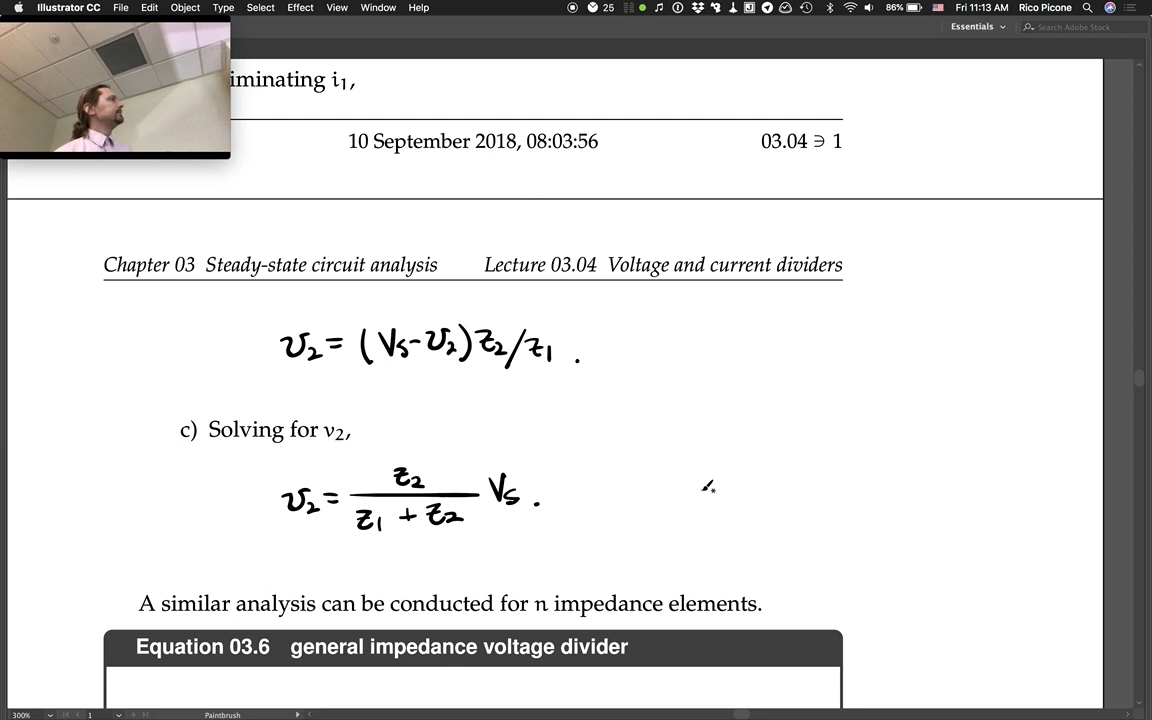 Illustrator CC File Edit Object Type Select Effect View Window Help 25 86% Fri 11:13 AM Rico Picone
Essentials Search Adobe Stock
iminating i₁,
10 September 2018, 08:03:56 03.04 ∋ 1
Chapter 03 Steady-state circuit analysis Lecture 03.04 Voltage and current dividers
v₂ = (Vs - v₂) Z₂/Z₁ .
c) Solving for v₂,
v₂ = Z₂/(Z₁ + Z₂) Vs .
A similar analysis can be conducted for n impedance elements.
Equation 03.6 general impedance voltage divider
300% 1 Paintbrush